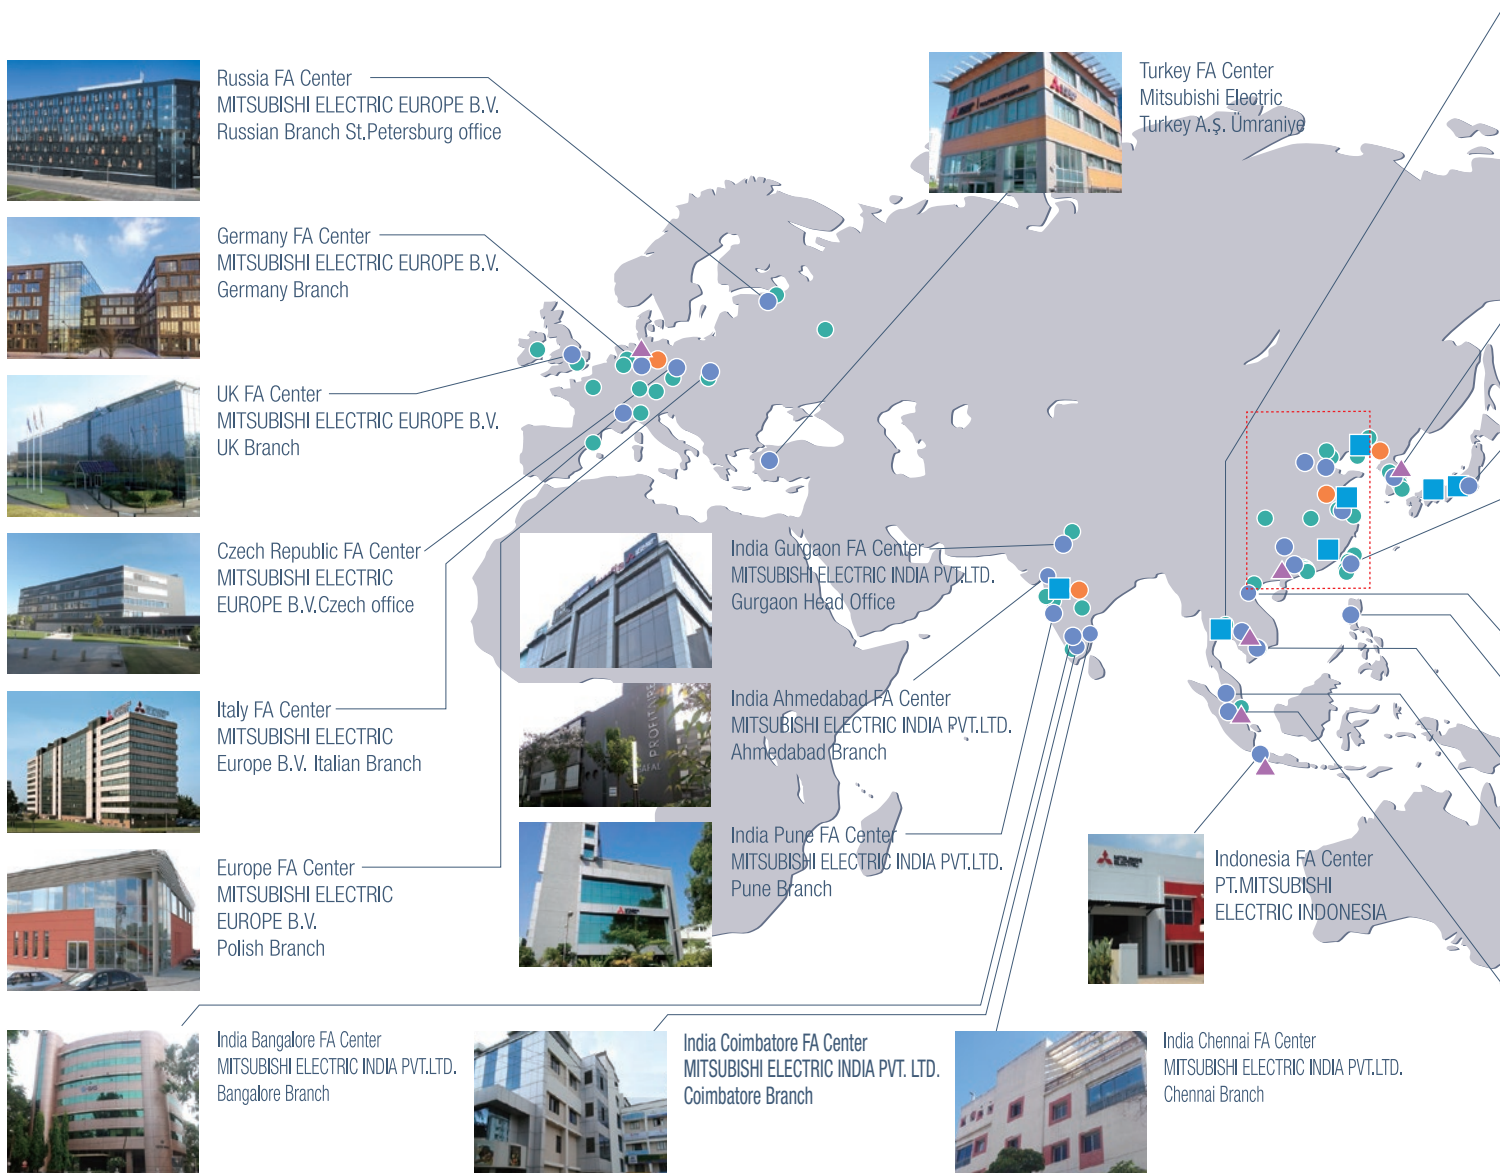 Russia FA Center
MITSUBISHI ELECTRIC EUROPE B.V.
Russian Branch St.Petersburg office
Germany FA Center
MITSUBISHI ELECTRIC EUROPE B.V.
Germany Branch
UK FA Center
MITSUBISHI ELECTRIC EUROPE B.V.
UK Branch
Czech Republic FA Center
MITSUBISHI ELECTRIC
EUROPE B.V.Czech office
Italy FA Center
MITSUBISHI ELECTRIC
Europe B.V. Italian Branch
Europe FA Center
MITSUBISHI ELECTRIC
EUROPE B.V.
Polish Branch
Turkey FA Center
Mitsubishi Electric
Turkey A.Ş. Ümraniye
India Gurgaon FA Center
MITSUBISHI ELECTRIC INDIA PVT.LTD.
Gurgaon Head Office
India Ahmedabad FA Center
MITSUBISHI ELECTRIC INDIA PVT.LTD.
Ahmedabad Branch
India Pune FA Center
MITSUBISHI ELECTRIC INDIA PVT.LTD.
Pune Branch
Indonesia FA Center
PT.MITSUBISHI
ELECTRIC INDONESIA
India Bangalore FA Center
MITSUBISHI ELECTRIC INDIA PVT.LTD.
Bangalore Branch
India Coimbatore FA Center
MITSUBISHI ELECTRIC INDIA PVT. LTD.
Coimbatore Branch
India Chennai FA Center
MITSUBISHI ELECTRIC INDIA PVT.LTD.
Chennai Branch
PROFITAIRE